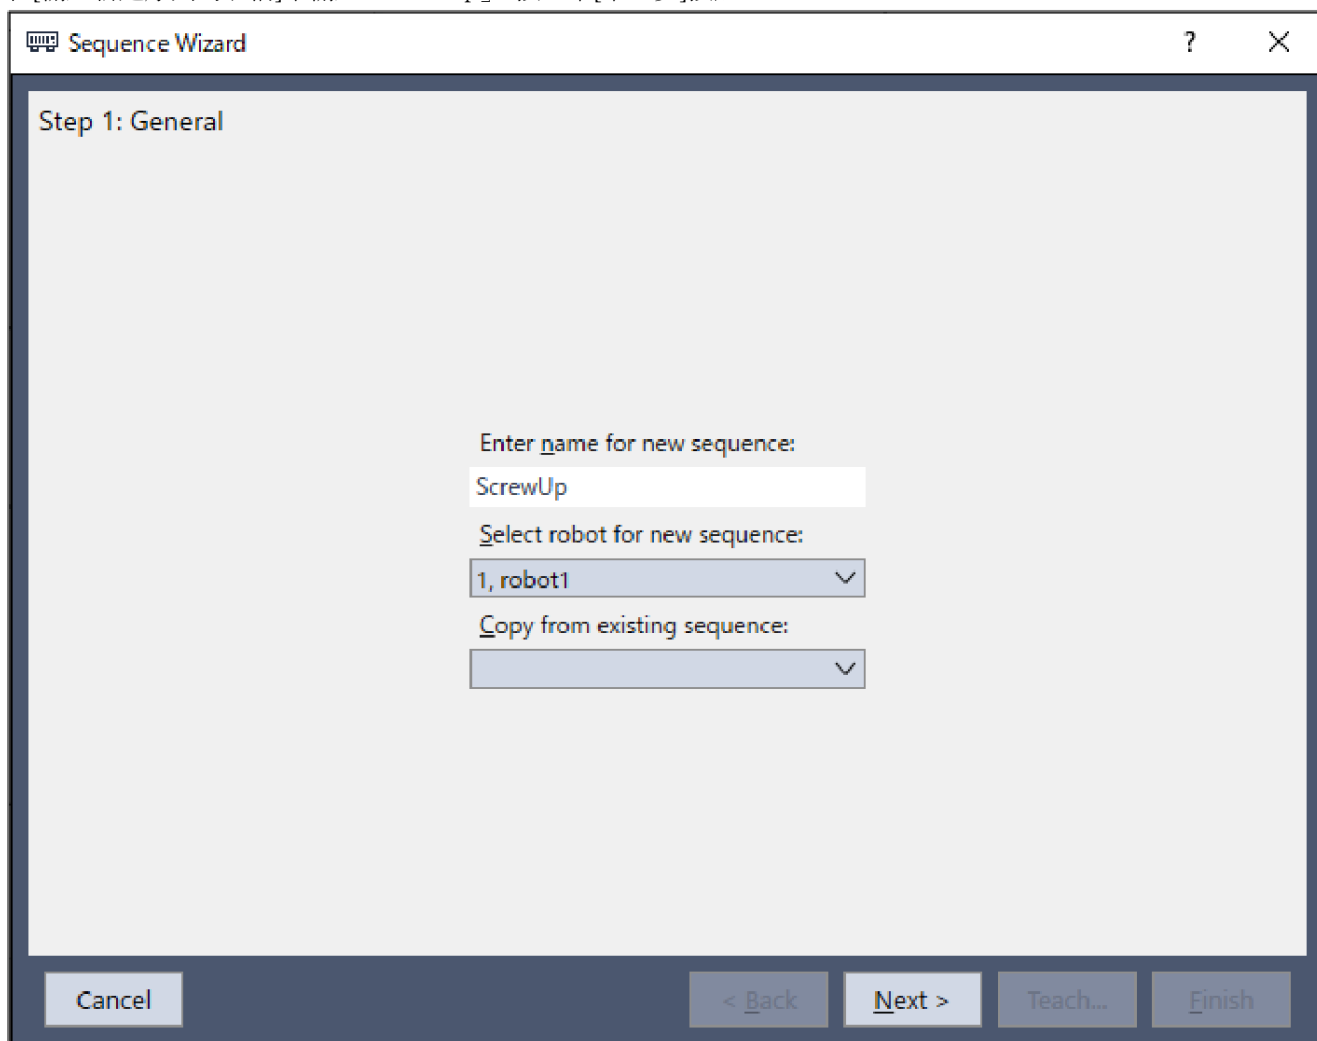 Sequence Wizard
?
Step 1: General
Enter name for new sequence:
ScrewUp
Select robot for new sequence:
1, robot1
Copy from existing sequence:
Cancel
< Back
Next >
Teach...
Finish